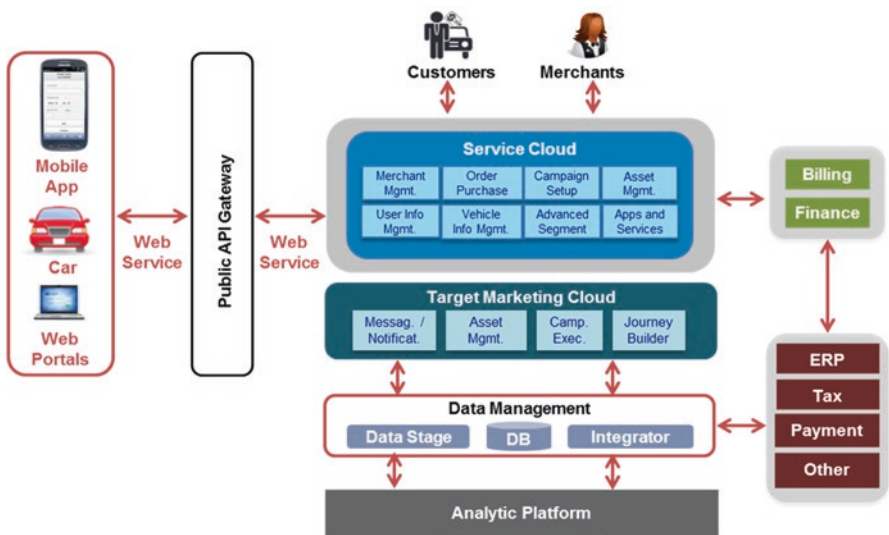 Customers
Merchants
Mobile
App
Car
Web
Portals
Web
Service
Public API Gateway
Web
Service
Service Cloud
Merchant
Mgmt.
Order
Purchase
Campaign
Setup
Asset
Mgmt.
User Info
Mgmt.
Vehicle
Info Mgmt.
Advanced
Segment
Apps and
Services
Target Marketing Cloud
Messag. /
Notificat.
Asset
Mgmt.
Camp.
Exec.
Journey
Builder
Data Management
Data Stage
DB
Integrator
Analytic Platform
Billing
Finance
ERP
Tax
Payment
Other